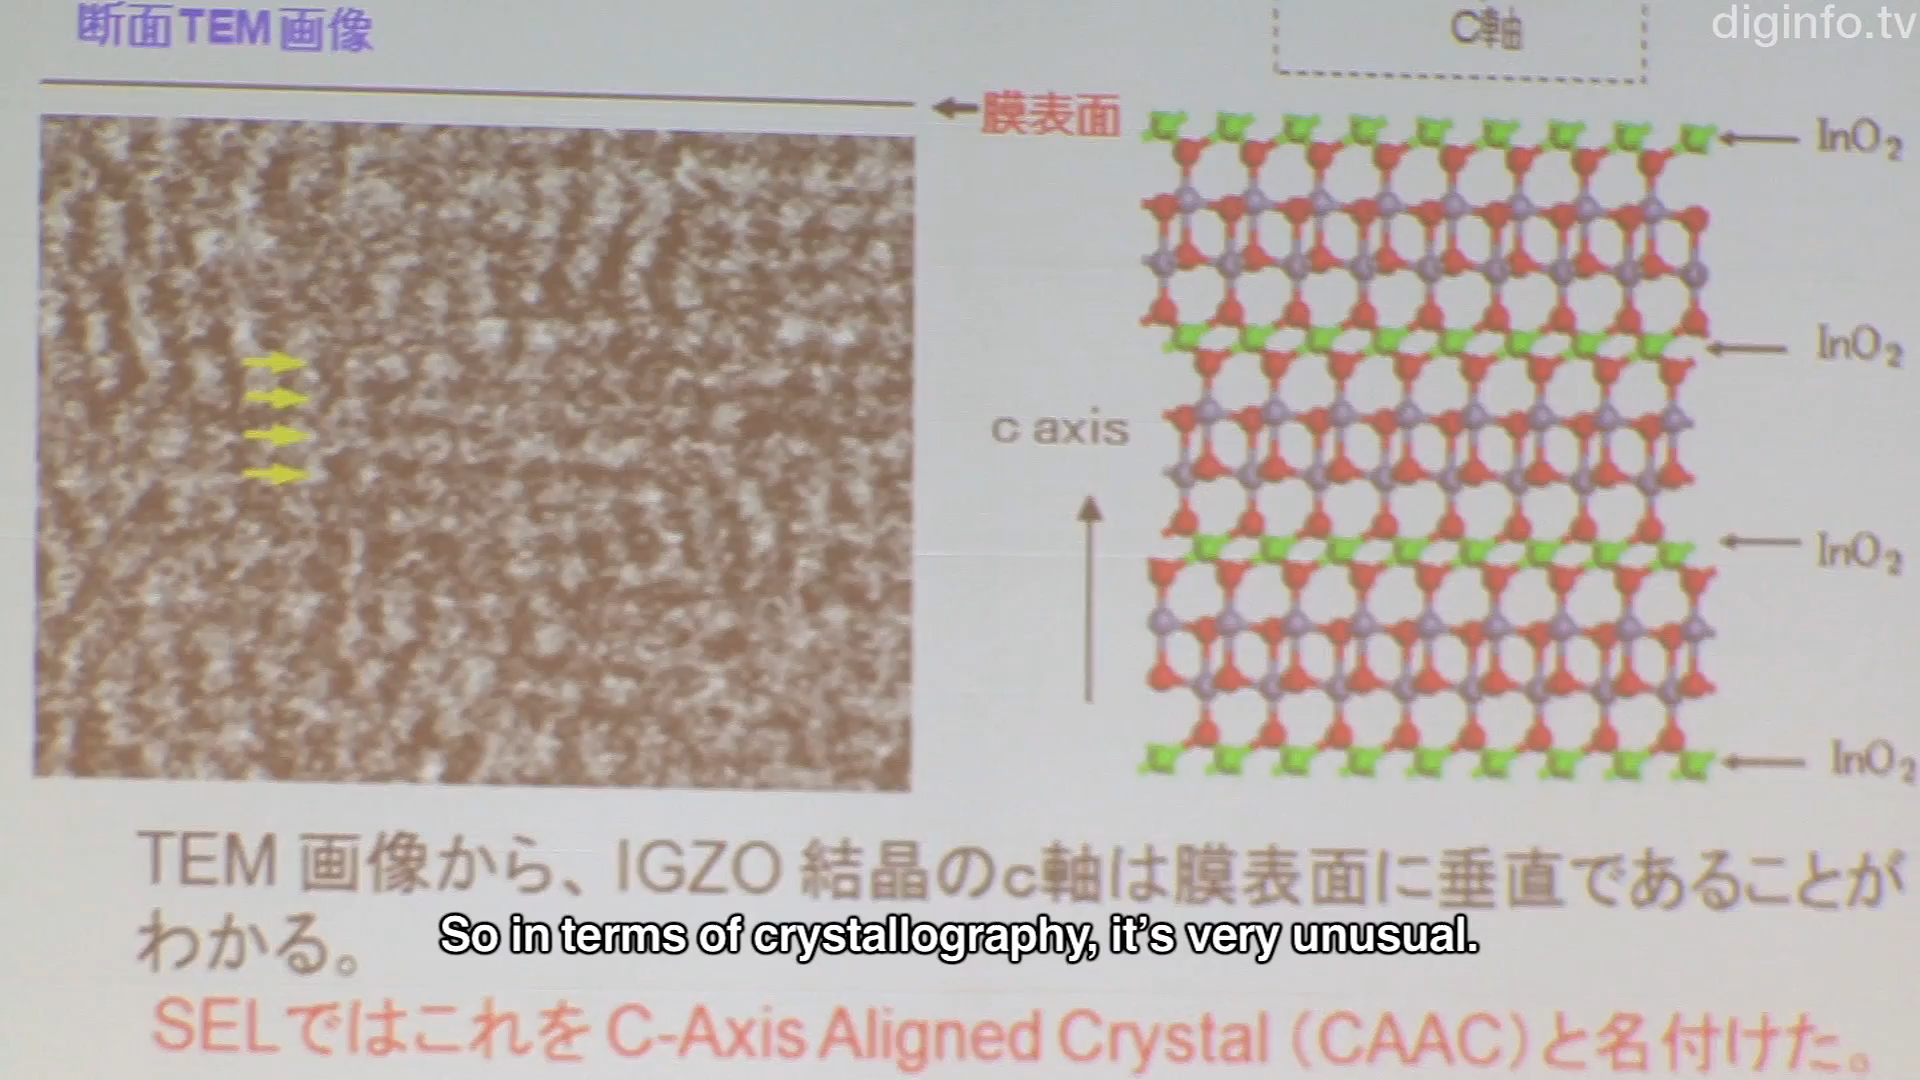 断面TEM画像
C軸
diginfo.tv
←膜表面
InO₂
InO₂
c axis
InO₂
InO₂
TEM 画像から、IGZO 結晶のc軸は膜表面に垂直であることが
わかる。
So in terms of crystallography, it's very unusual.
SELではこれを C-Axis Aligned Crystal (CAAC)と名付けた。